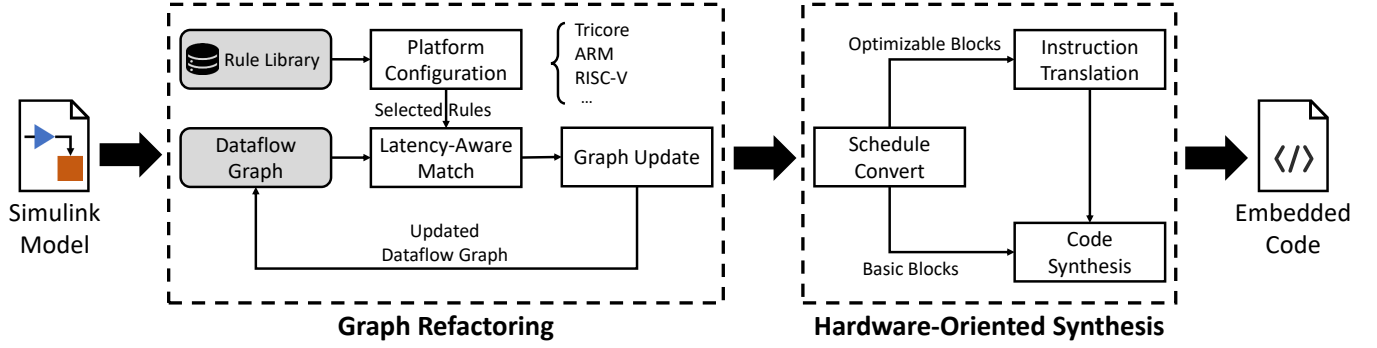 Simulink
Model
Rule Library
Platform
Configuration
Tricore
ARM
RISC-V
...
Selected Rules
Dataflow
Graph
Latency-Aware
Match
Graph Update
Updated
Dataflow Graph
Graph Refactoring
Optimizable Blocks
Instruction
Translation
Schedule
Convert
Basic Blocks
Code
Synthesis
Hardware-Oriented Synthesis
</>
Embedded
Code